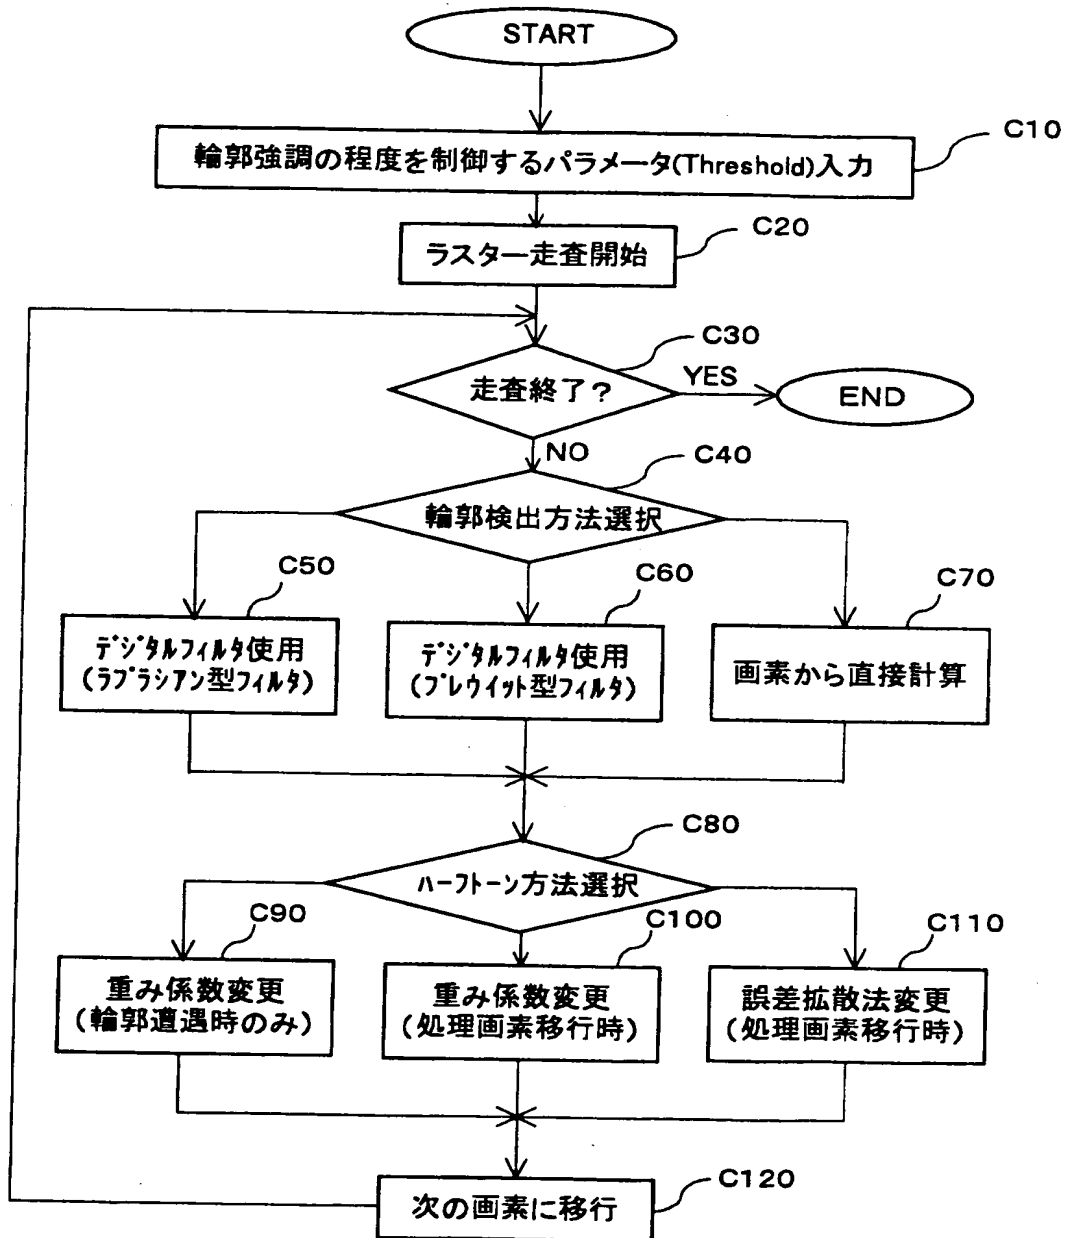 START
C10
輪郭強調の程度を制御するパラメータ(Threshold)入力
C20
ラスター走査開始
C30
走査終了?
YES
END
NO
C40
輪郭検出方法選択
C50
デジタルフィルタ使用
(ラプラシアン型フィルタ)
C60
デジタルフィルタ使用
(プレウイット型フィルタ)
C70
画素から直接計算
C80
ハーフトーン方法選択
C90
重み係数変更
(輪郭遭遇時のみ)
C100
重み係数変更
(処理画素移行時)
C110
誤差拡散法変更
(処理画素移行時)
C120
次の画素に移行